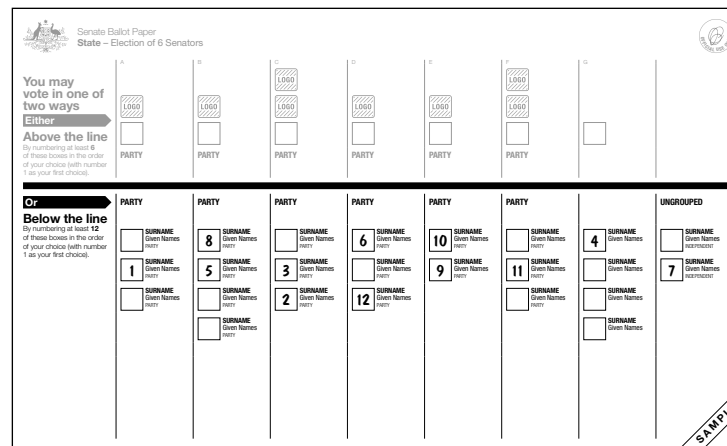 Senate Ballot Paper
State – Election of 6 Senators
You may
vote in one of
two ways
Either
Above the line
By numbering at least 6
of these boxes in the order
of your choice (with number
1 as your first choice).
A
LOGO
PARTY
B
LOGO
PARTY
C
LOGO
LOGO
PARTY
D
LOGO
PARTY
E
LOGO
PARTY
F
LOGO
LOGO
PARTY
G
Or
Below the line
By numbering at least 12
of these boxes in the order
of your choice (with number
1 as your first choice).
PARTY
SURNAME
Given Names
PARTY
1
SURNAME
Given Names
PARTY
SURNAME
Given Names
PARTY
PARTY
8
SURNAME
Given Names
PARTY
5
SURNAME
Given Names
PARTY
SURNAME
Given Names
PARTY
SURNAME
Given Names
PARTY
PARTY
SURNAME
Given Names
PARTY
3
SURNAME
Given Names
PARTY
2
SURNAME
Given Names
PARTY
PARTY
6
SURNAME
Given Names
PARTY
SURNAME
Given Names
PARTY
12
SURNAME
Given Names
PARTY
PARTY
10
SURNAME
Given Names
PARTY
9
SURNAME
Given Names
PARTY
PARTY
SURNAME
Given Names
PARTY
11
SURNAME
Given Names
PARTY
SURNAME
Given Names
PARTY
4
SURNAME
Given Names
SURNAME
Given Names
SURNAME
Given Names
SURNAME
Given Names
UNGROUPED
SURNAME
Given Names
INDEPENDENT
7
SURNAME
Given Names
INDEPENDENT